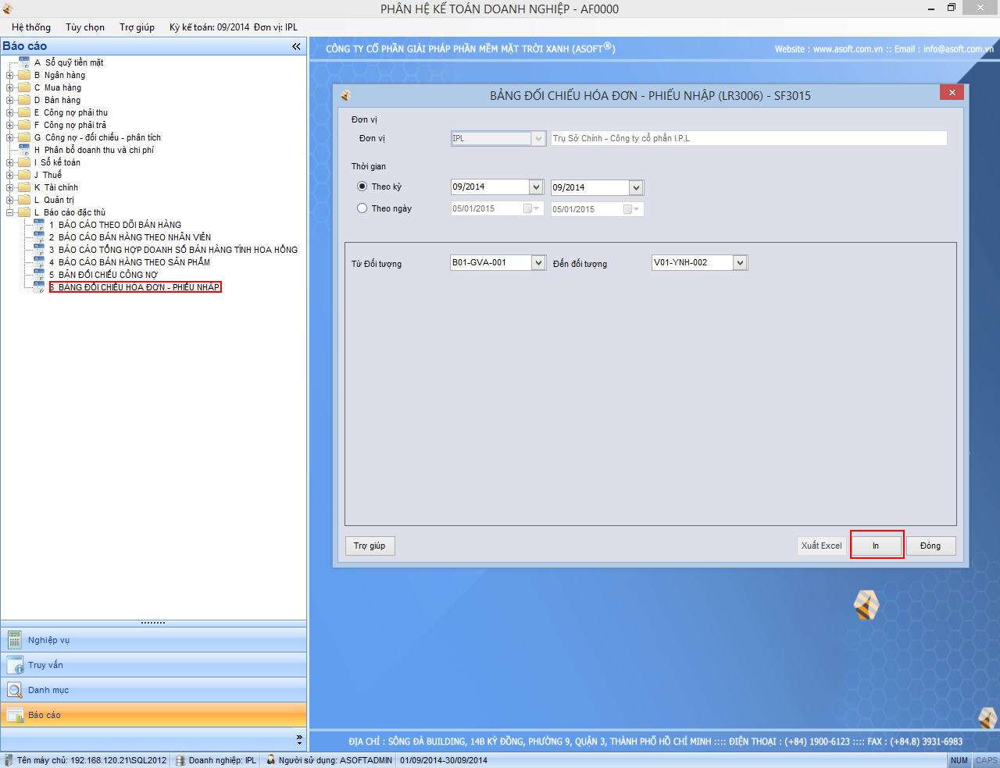 PHÂN HỆ KẾ TOÁN DOANH NGHIỆP - AF0000
Hệ thống Tùy chọn Trợ giúp Kỳ kế toán: 09/2014 Đơn vị: IPL
Báo cáo
A Sổ quỹ tiền mặt
B Ngân hàng
C Mua hàng
D Bán hàng
E Công nợ phải thu
F Công nợ phải trả
G Công nợ - đối chiếu - phân tích
H Phân bổ doanh thu và chi phí
I Sổ kế toán
J Thuế
K Tài chính
L Quản trị
L Báo cáo đặc thù
1 BÁO CÁO THEO DÕI BÁN HÀNG
2 BÁO CÁO BÁN HÀNG THEO NHÂN VIÊN
3 BÁO CÁO TỔNG HỢP DOANH SỐ BÁN HÀNG TÍNH HOA HỒNG
4 BÁO CÁO BÁN HÀNG THEO SẢN PHẨM
5 BẢN ĐỐI CHIẾU CÔNG NỢ
6 BẢNG ĐỐI CHIẾU HÓA ĐƠN - PHIẾU NHẬP
Nghiệp vụ
Truy vấn
Danh mục
Báo cáo
CÔNG TY CỔ PHẦN GIẢI PHÁP PHẦN MỀM MẶT TRỜI XANH (ASOFT®)
Website : www.asoft.com.vn :: Email : info@asoft.com.vn
BẢNG ĐỐI CHIẾU HÓA ĐƠN - PHIẾU NHẬP (LR3006) - SF3015
Đơn vị
Đơn vị IPL Trụ Sở Chính - Công ty cổ phần I.P.L
Thời gian
Theo kỳ 09/2014 09/2014
Theo ngày 05/01/2015 05/01/2015
Từ Đối tượng B01-GVA-001 Đến đối tượng V01-YNH-002
Trợ giúp Xuất Excel In Đóng
ĐỊA CHỈ : SÔNG ĐÀ BUILDING, 14B KỲ ĐỒNG, PHƯỜNG 9, QUẬN 3, THÀNH PHỐ HỒ CHÍ MINH :::: ĐIỆN THOẠI : (+84) 1900-6123 :::: FAX : (+84.8) 3931-6983
Tên máy chủ: 192.168.120.21\SQL2012 Doanh nghiệp: IPL Người sử dụng: ASOFTADMIN 01/09/2014-30/09/2014 NUM CAPS